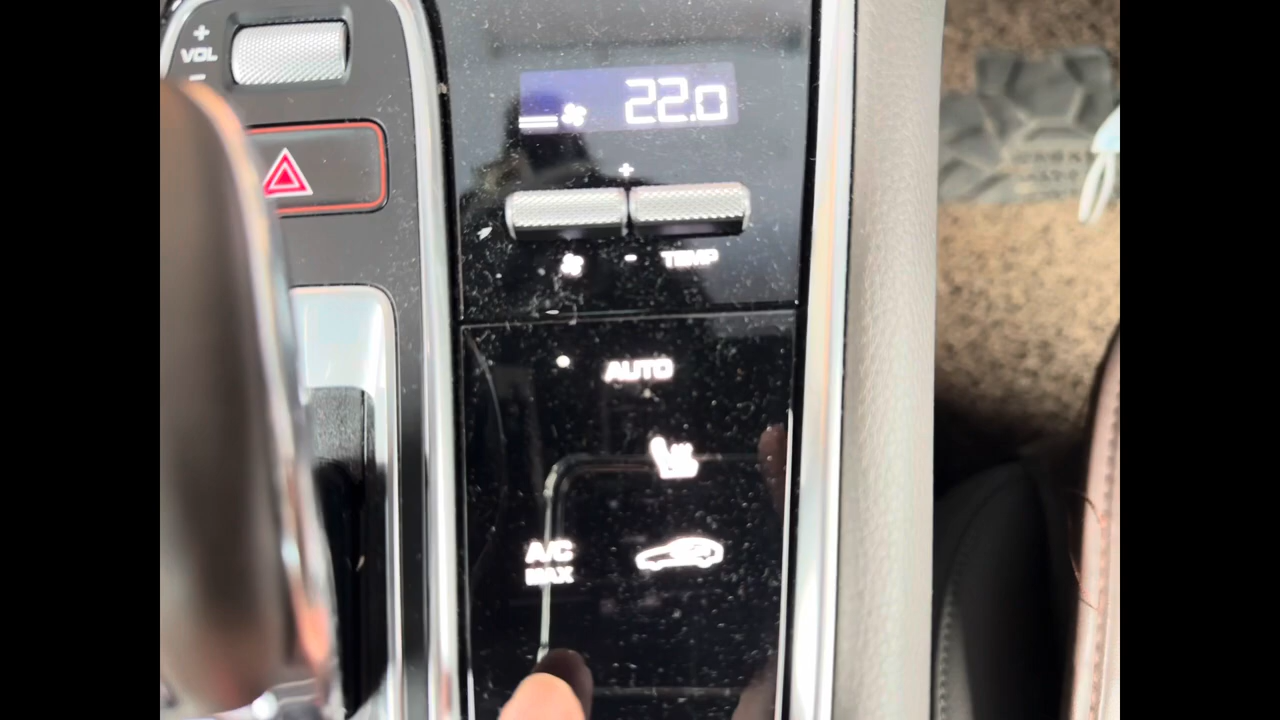 +
VOL
-
22.0
+
- TEMP
AUTO
A/C
MAX